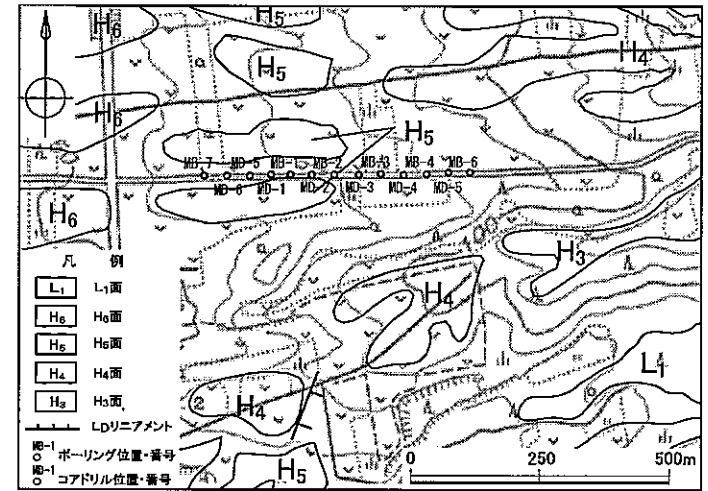 H5
H6
H4
H5
H6
H5
MB-7 MD-5 MB-1 MB-2 MB-3 MB-4 MB-6
MD-6 MD-1 MD-2 MD-3 MD-4 MD-5
H6
100
H3
凡 例
H4
L1 L1面
H6 H6面
H5 H5面
L1
H4 H4面
H3 H3面
H4
LDリニアメント
MB-1 ボーリング位置・番号
MB-1 コアドリル位置・番号
H5
0 250 500m